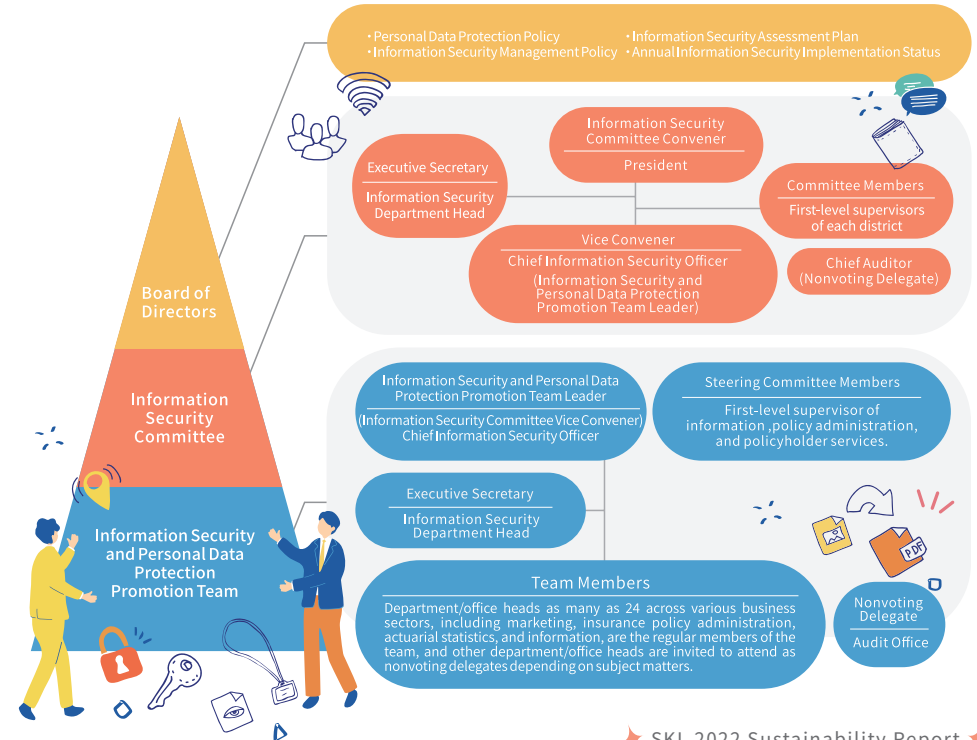 · Personal Data Protection Policy
· Information Security Assessment Plan
· Information Security Management Policy
· Annual Information Security Implementation Status
Information Security
Committee Convener
President
Executive Secretary
Information Security
Department Head
Committee Members
First-level supervisors
of each district
Vice Convener
Chief Information Security Officer
(Information Security and
Personal Data Protection
Promotion Team Leader)
Chief Auditor
(Nonvoting Delegate)
Board of
Directors
Information
Security
Committee
Information Security
and Personal Data
Protection
Promotion Team
Information Security and Personal Data
Protection Promotion Team Leader
(Information Security Committee Vice Convener)
Chief Information Security Officer
Steering Committee Members
First-level supervisor of
information ,policy administration,
and policyholder services.
Executive Secretary
Information Security
Department Head
PDF
Team Members
Department/office heads as many as 24 across various business
sectors, including marketing, insurance policy administration,
actuarial statistics, and information, are the regular members of the
team, and other department/office heads are invited to attend as
nonvoting delegates depending on subject matters.
Nonvoting
Delegate
Audit Office
SKL 2022 Sustainability Report